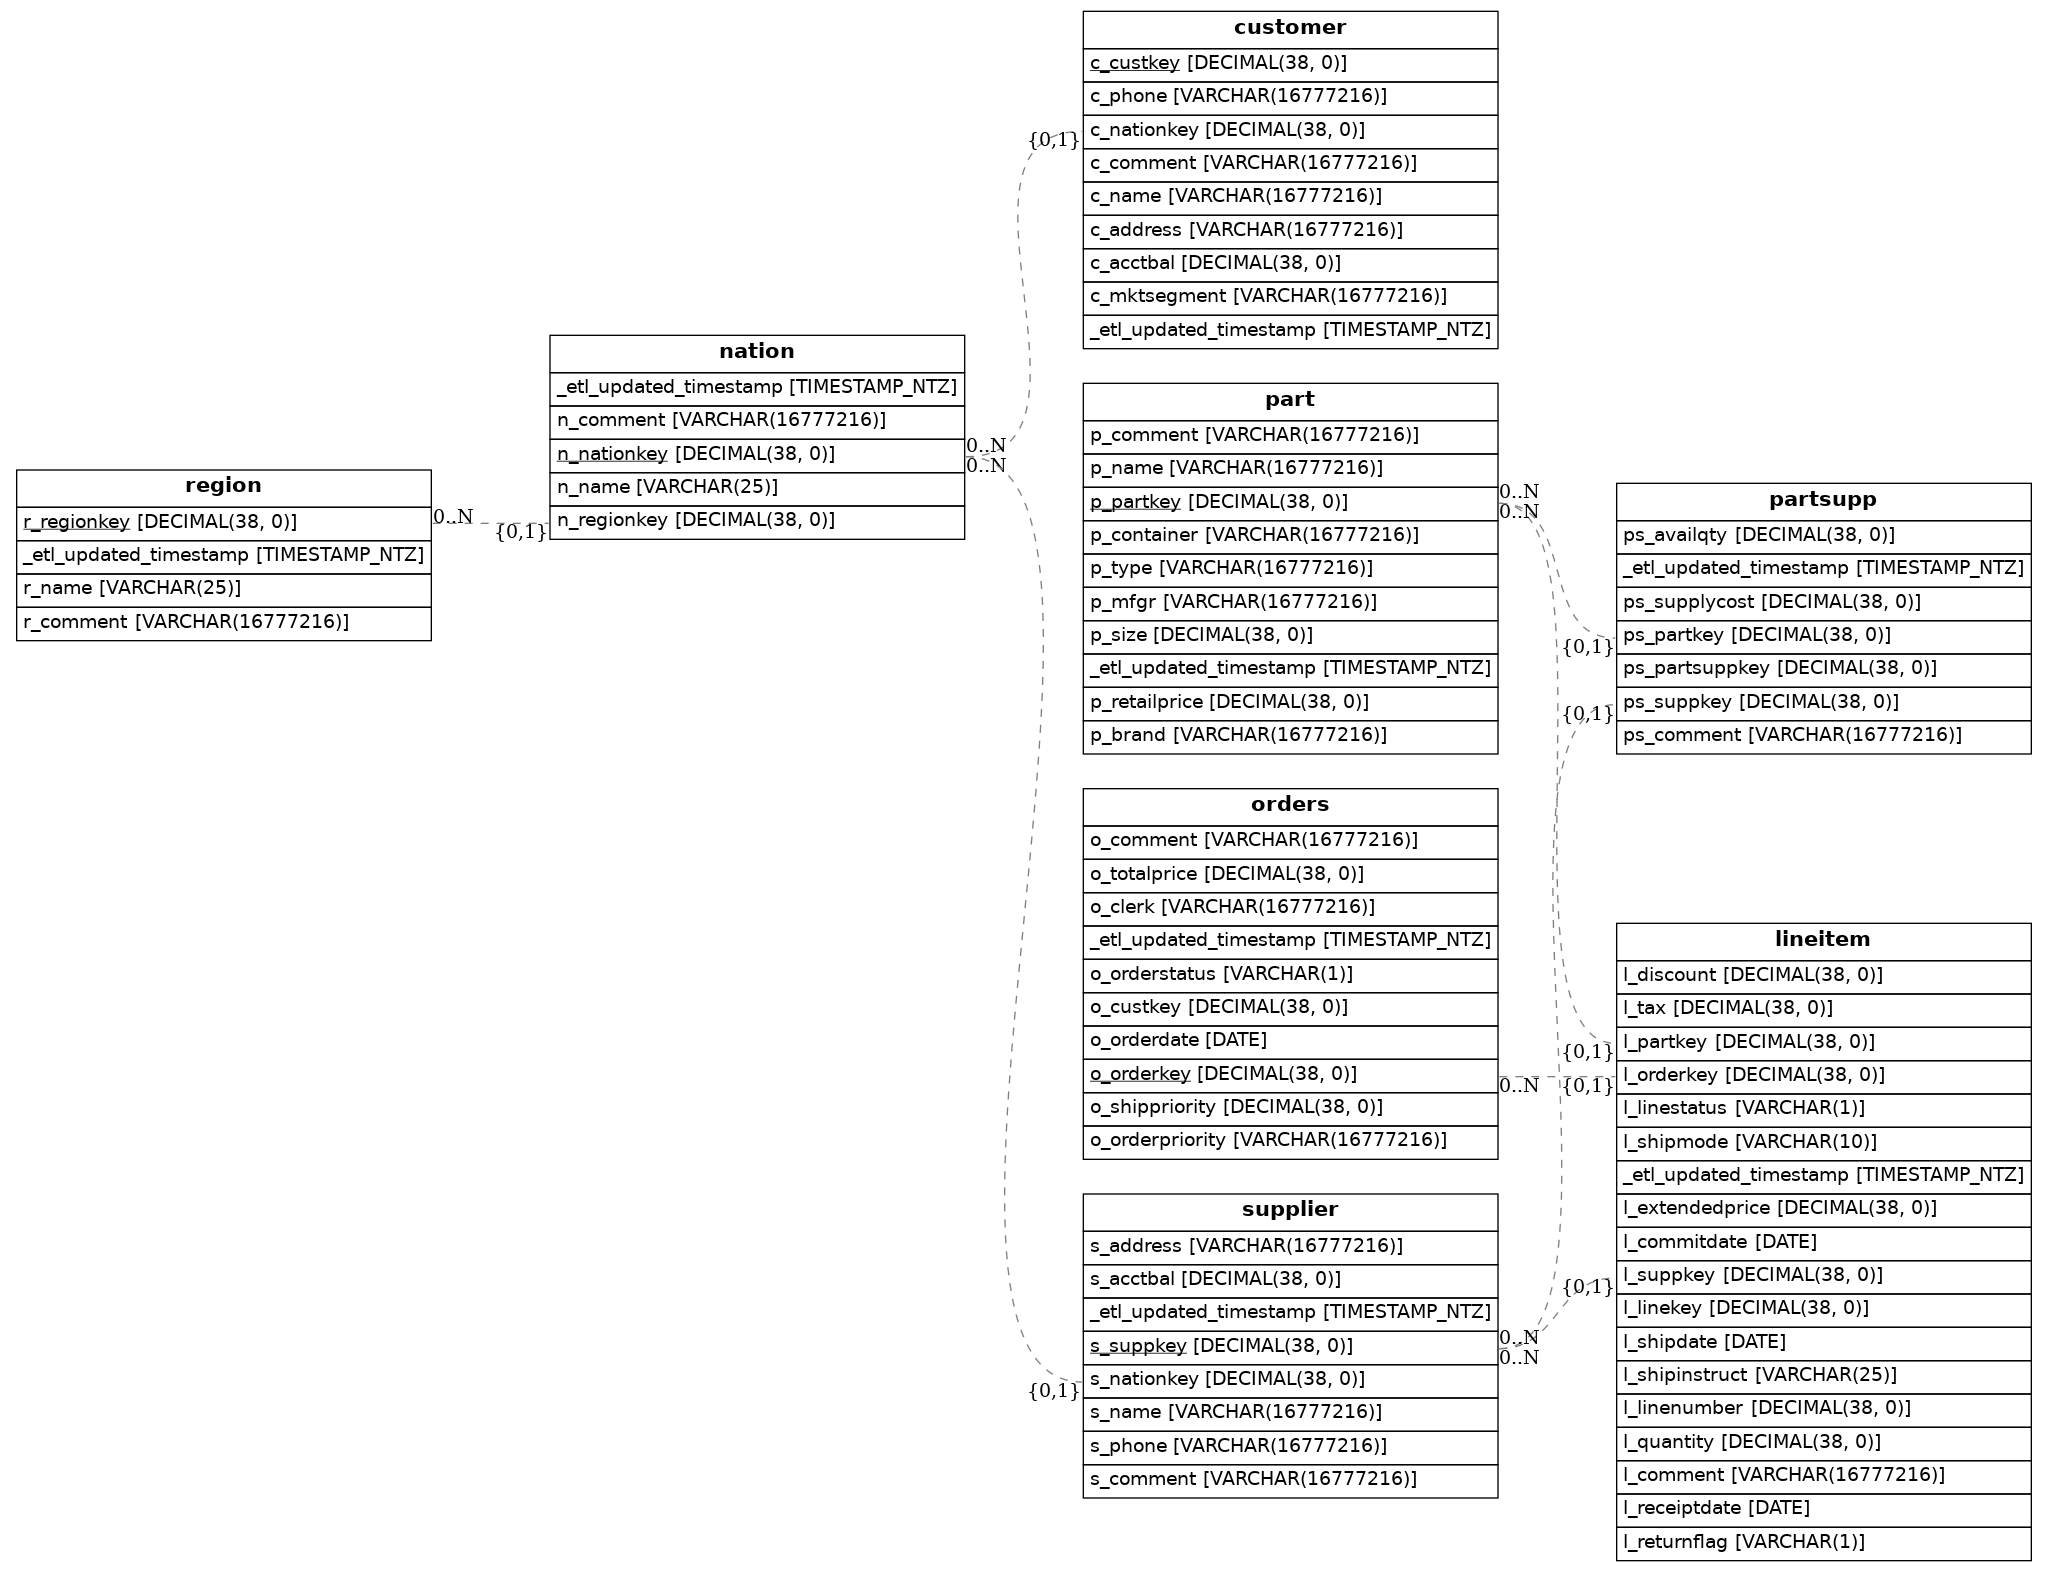 customer
c_custkey [DECIMAL(38, 0)]
c_phone [VARCHAR(16777216)]
c_nationkey [DECIMAL(38, 0)]
c_comment [VARCHAR(16777216)]
c_name [VARCHAR(16777216)]
c_address [VARCHAR(16777216)]
c_acctbal [DECIMAL(38, 0)]
c_mktsegment [VARCHAR(16777216)]
_etl_updated_timestamp [TIMESTAMP_NTZ]
{0,1}
nation
_etl_updated_timestamp [TIMESTAMP_NTZ]
n_comment [VARCHAR(16777216)]
n_nationkey [DECIMAL(38, 0)]
n_name [VARCHAR(25)]
n_regionkey [DECIMAL(38, 0)]
0..N
0..N
{0,1}
region
r_regionkey [DECIMAL(38, 0)]
_etl_updated_timestamp [TIMESTAMP_NTZ]
r_name [VARCHAR(25)]
r_comment [VARCHAR(16777216)]
0..N
part
p_comment [VARCHAR(16777216)]
p_name [VARCHAR(16777216)]
p_partkey [DECIMAL(38, 0)]
p_container [VARCHAR(16777216)]
p_type [VARCHAR(16777216)]
p_mfgr [VARCHAR(16777216)]
p_size [DECIMAL(38, 0)]
_etl_updated_timestamp [TIMESTAMP_NTZ]
p_retailprice [DECIMAL(38, 0)]
p_brand [VARCHAR(16777216)]
0..N
0..N
partsupp
ps_availqty [DECIMAL(38, 0)]
_etl_updated_timestamp [TIMESTAMP_NTZ]
ps_supplycost [DECIMAL(38, 0)]
ps_partkey [DECIMAL(38, 0)]
ps_partsuppkey [DECIMAL(38, 0)]
ps_suppkey [DECIMAL(38, 0)]
ps_comment [VARCHAR(16777216)]
{0,1}
{0,1}
orders
o_comment [VARCHAR(16777216)]
o_totalprice [DECIMAL(38, 0)]
o_clerk [VARCHAR(16777216)]
_etl_updated_timestamp [TIMESTAMP_NTZ]
o_orderstatus [VARCHAR(1)]
o_custkey [DECIMAL(38, 0)]
o_orderdate [DATE]
o_orderkey [DECIMAL(38, 0)]
o_shippriority [DECIMAL(38, 0)]
o_orderpriority [VARCHAR(16777216)]
0..N
lineitem
l_discount [DECIMAL(38, 0)]
l_tax [DECIMAL(38, 0)]
l_partkey [DECIMAL(38, 0)]
l_orderkey [DECIMAL(38, 0)]
l_linestatus [VARCHAR(1)]
l_shipmode [VARCHAR(10)]
_etl_updated_timestamp [TIMESTAMP_NTZ]
l_extendedprice [DECIMAL(38, 0)]
l_commitdate [DATE]
l_suppkey [DECIMAL(38, 0)]
l_linekey [DECIMAL(38, 0)]
l_shipdate [DATE]
l_shipinstruct [VARCHAR(25)]
l_linenumber [DECIMAL(38, 0)]
l_quantity [DECIMAL(38, 0)]
l_comment [VARCHAR(16777216)]
l_receiptdate [DATE]
l_returnflag [VARCHAR(1)]
{0,1}
{0,1}
{0,1}
supplier
s_address [VARCHAR(16777216)]
s_acctbal [DECIMAL(38, 0)]
_etl_updated_timestamp [TIMESTAMP_NTZ]
s_suppkey [DECIMAL(38, 0)]
s_nationkey [DECIMAL(38, 0)]
s_name [VARCHAR(16777216)]
s_phone [VARCHAR(16777216)]
s_comment [VARCHAR(16777216)]
0..N
0..N
{0,1}